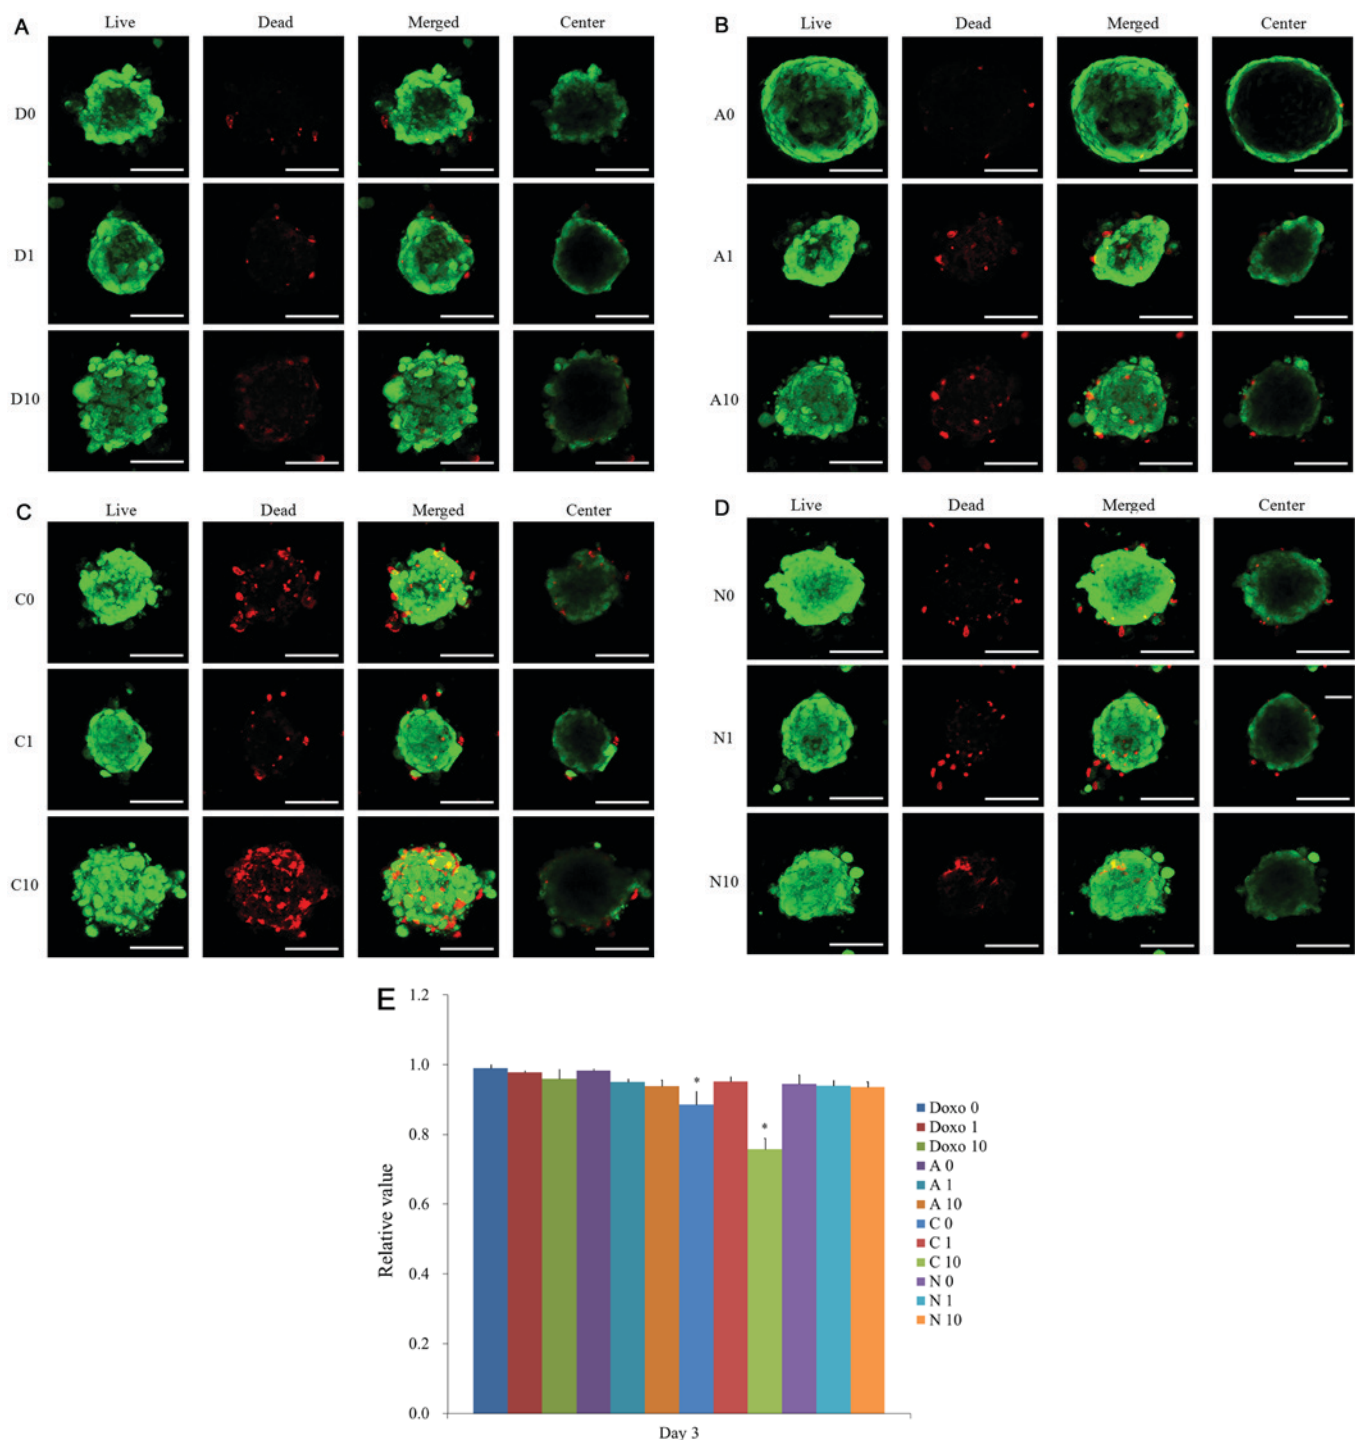 A
Live Dead Merged Center
D0
D1
D10
B
Live Dead Merged Center
A0
A1
A10
C
Live Dead Merged Center
C0
C1
C10
D
Live Dead Merged Center
N0
N1
N10
E
1.2
1.0
0.8
0.6
0.4
0.2
0.0
Relative value
* *
Day 3
Doxo 0
Doxo 1
Doxo 10
A 0
A 1
A 10
C 0
C 1
C 10
N 0
N 1
N 10